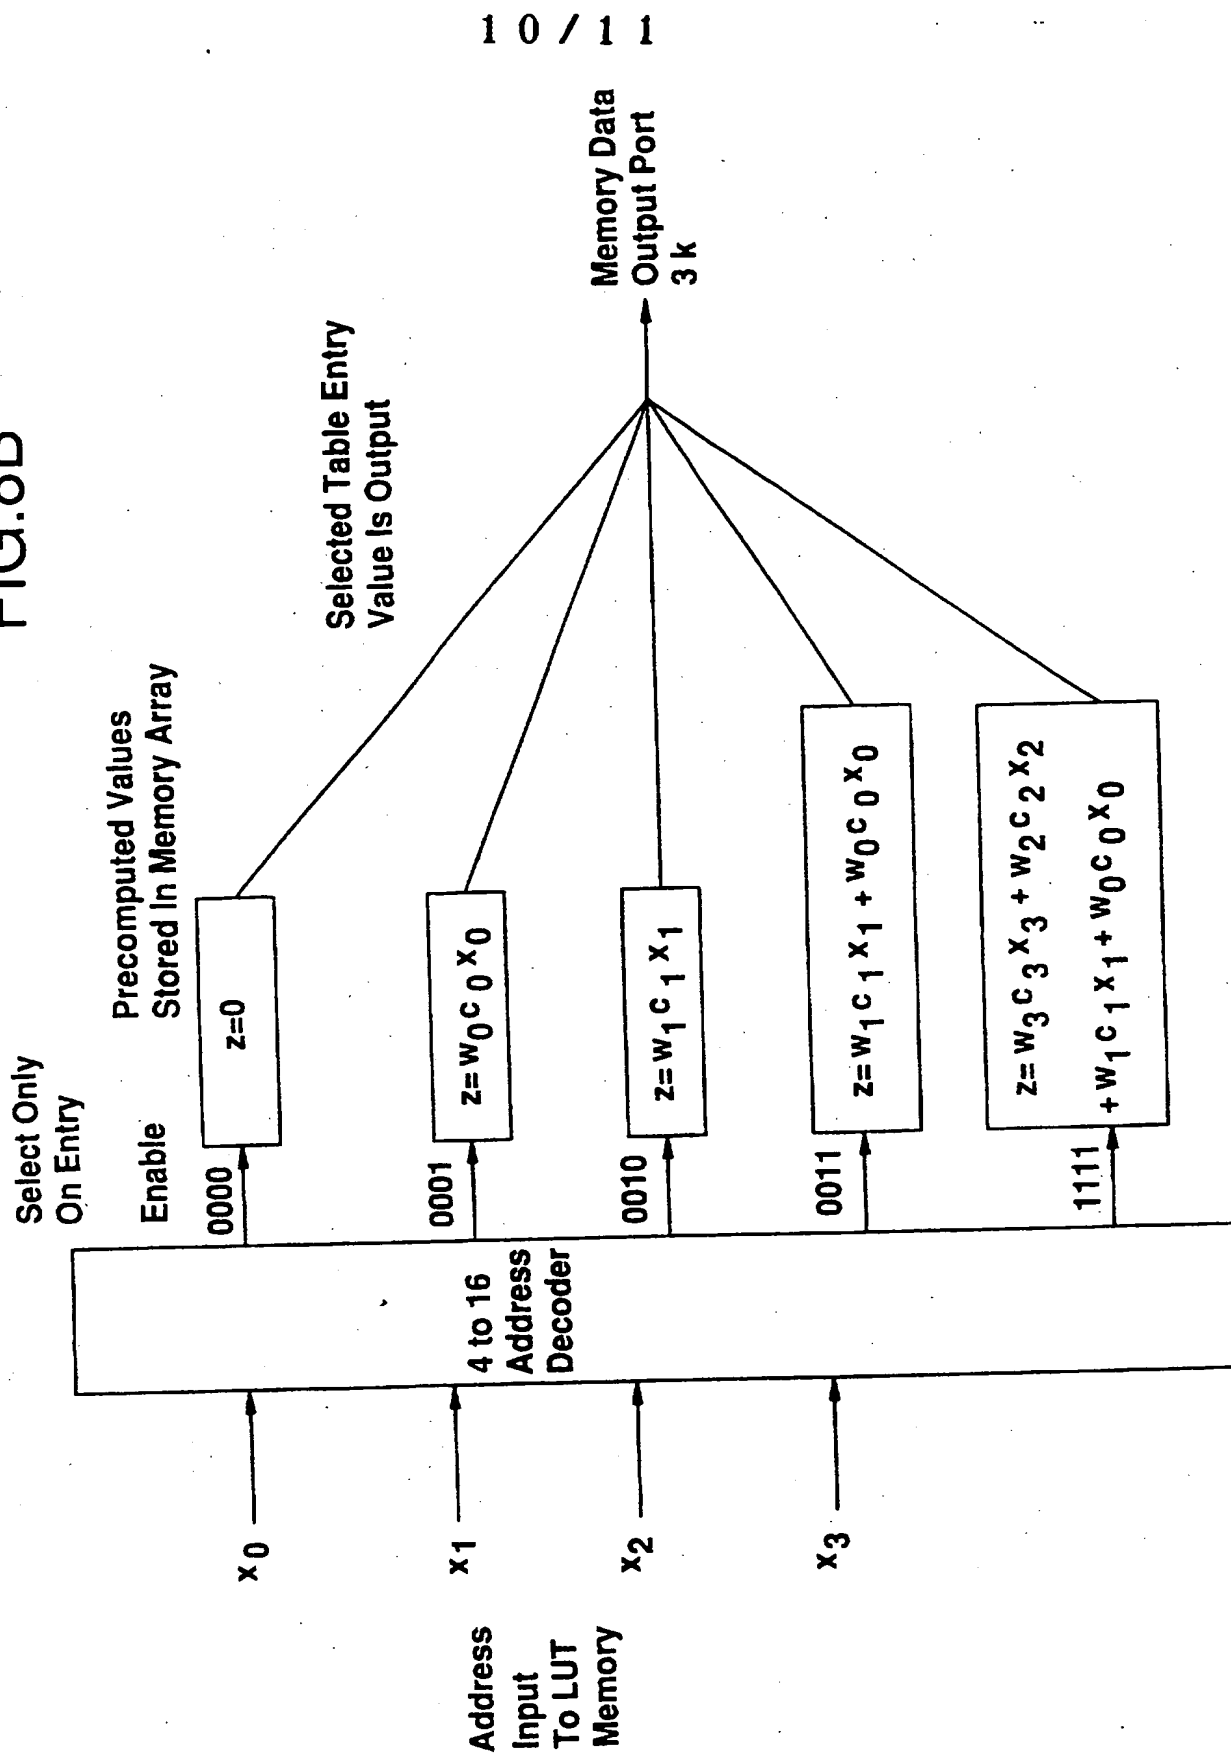 10/11
FIG.8B
Select Only
On Entry
Enable
Precomputed Values
Stored In Memory Array
Selected Table Entry
Value Is Output
Memory Data
Output Port
3 k
Address
Input
To LUT
Memory
x0
x1
x2
x3
4 to 16
Address
Decoder
0000
z=0
0001
z=w0c0x0
0010
z=w1c1x1
0011
z=w1c1x1+w0c0x0
1111
z=w3c3x3+w2c2x2
+w1c1x1+w0c0x0